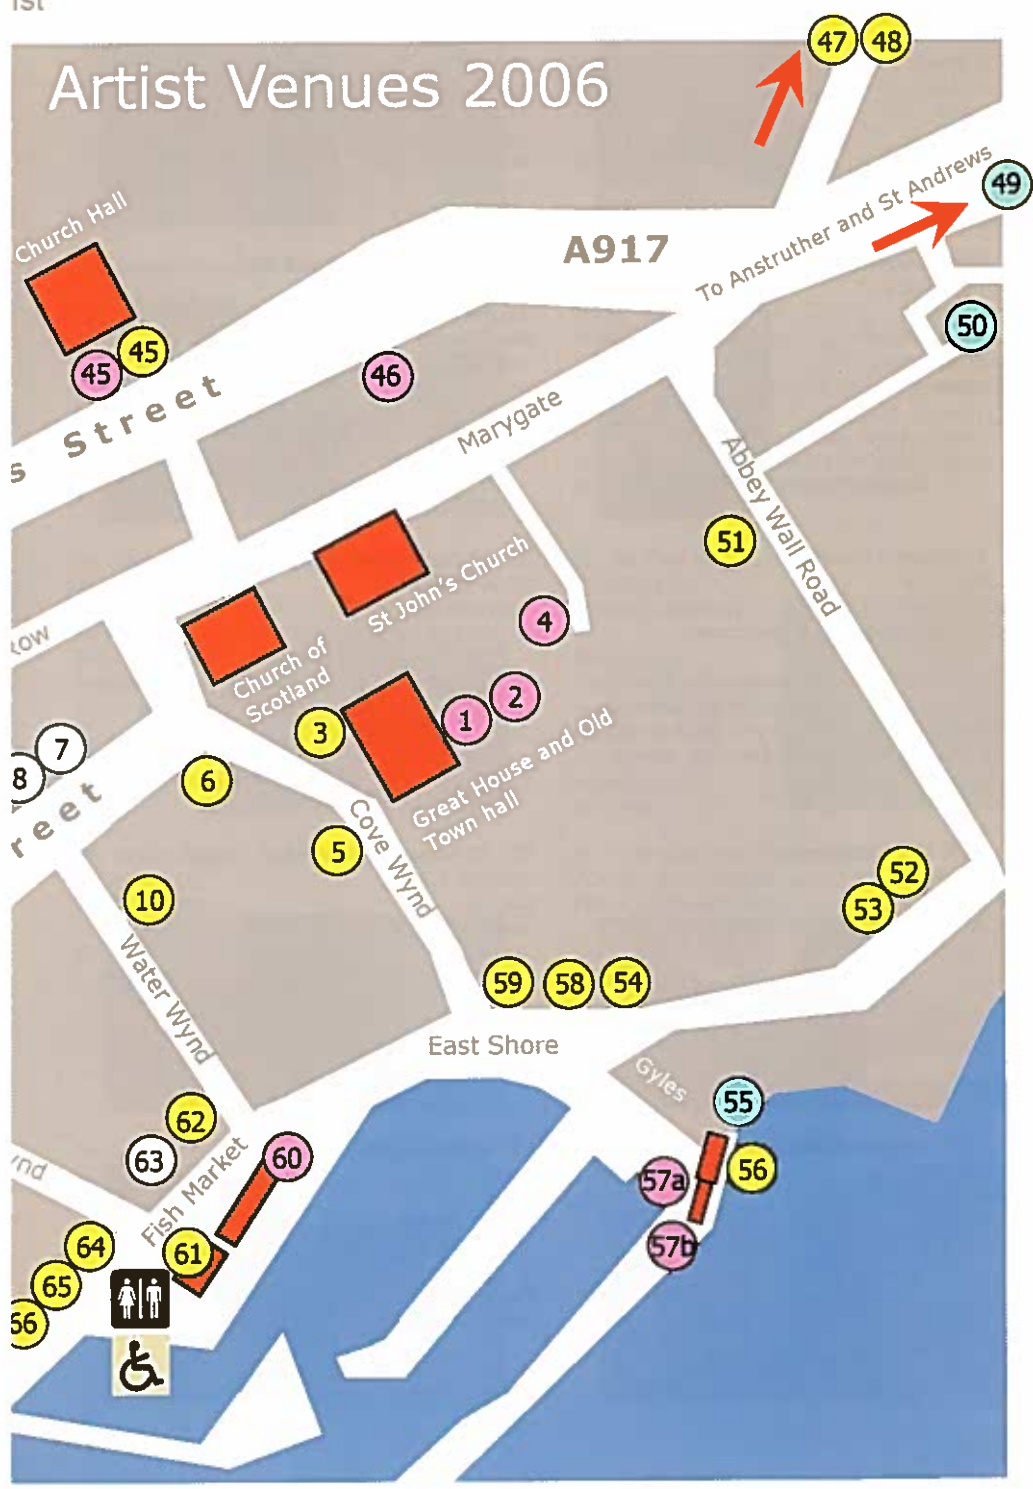 Artist Venues 2006
47
48
49
To Anstruther and St Andrews
Church Hall
A917
50
45
45
46
s Street
Marygate
Abbey Wall Road
51
St John's Church
4
Church of
Scotland
3
1
2
Great House and Old
Town hall
7
8
6
reet
5
Cove Wynd
10
52
53
Water Wynd
59
58
54
East Shore
Gyles
55
62
63
60
56
57a
57b
Fish Market
ynd
61
64
65
66